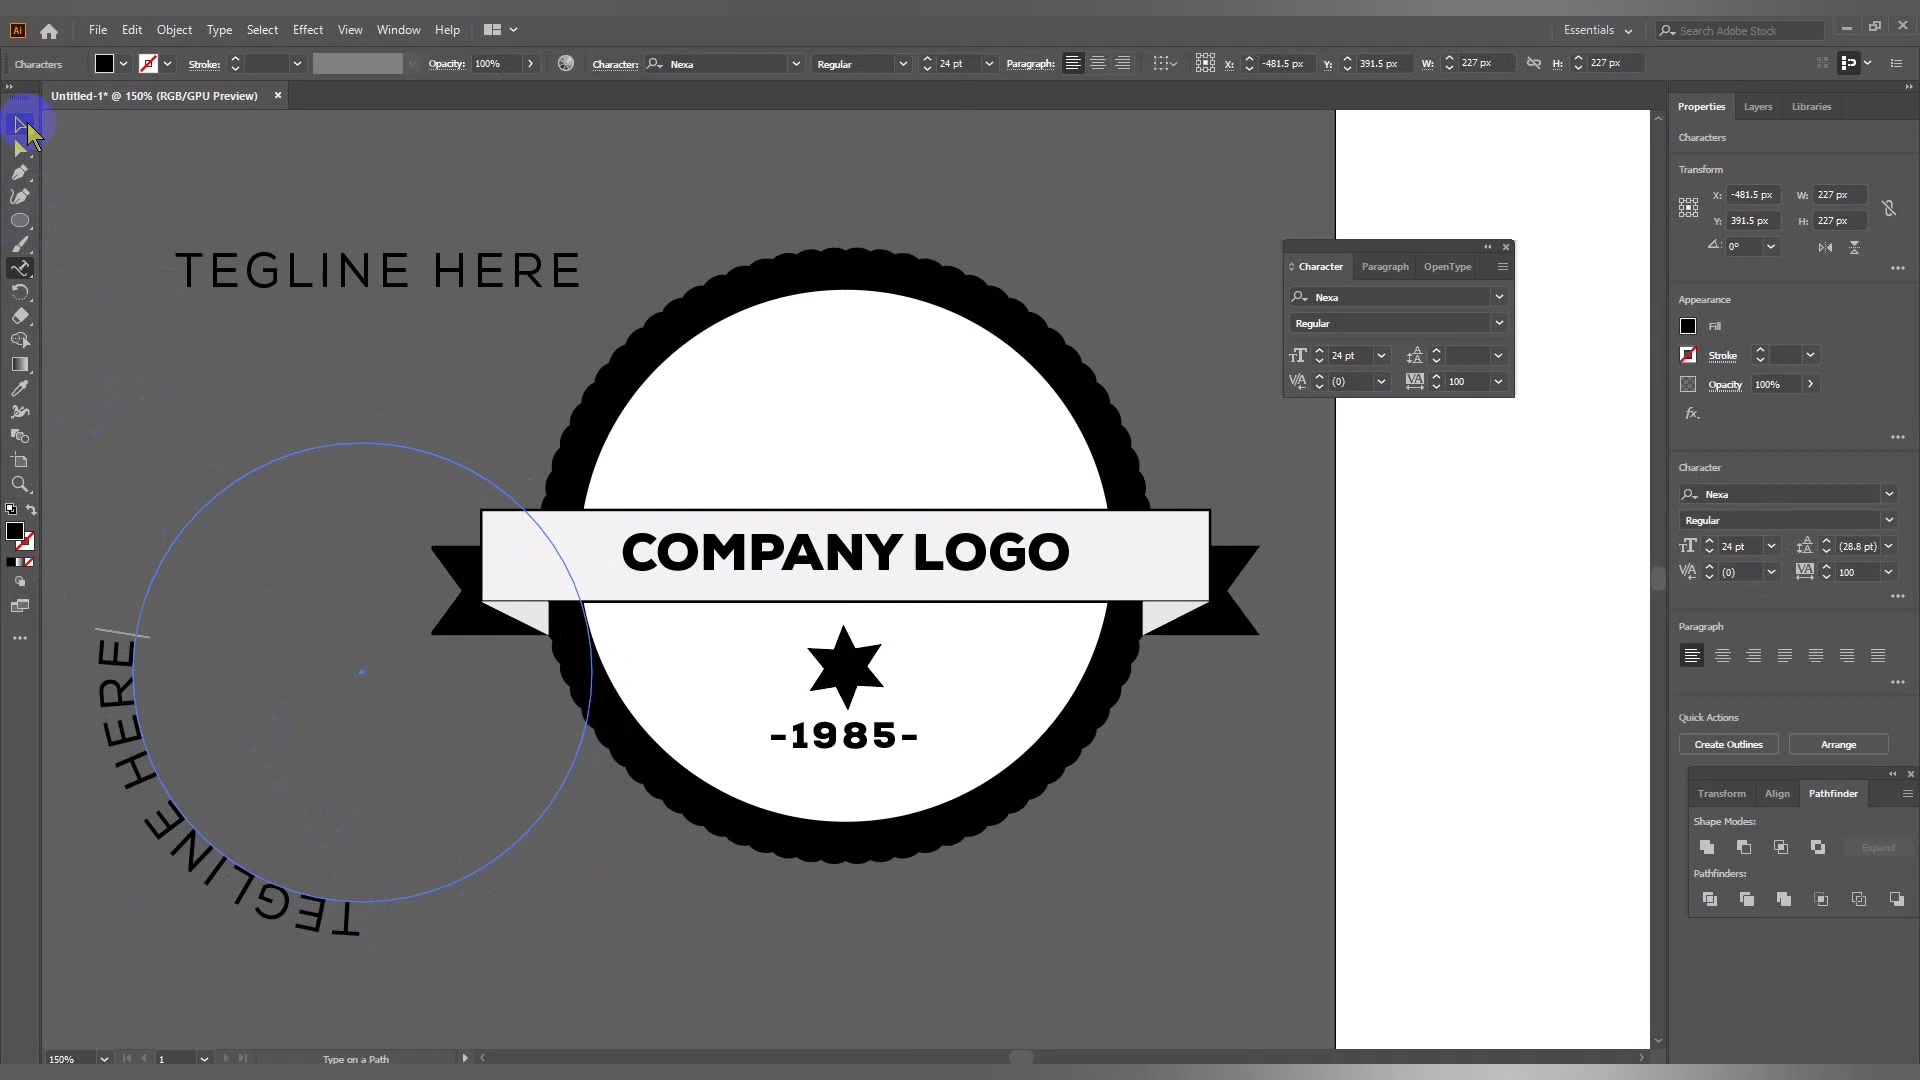 Ai File Edit Object Type Select Effect View Window Help Essentials Search Adobe Stock
Characters Stroke: Opacity: 100% Character: Nexa Regular 24 pt Paragraph: X: -481.5 px Y: 391.5 px W: 227 px H: 227 px
Untitled-1* @ 150% (RGB/GPU Preview)
TEGLINE HERE
COMPANY LOGO
-1985-
TEGLINE HERE
Character Paragraph OpenType
Nexa
Regular
24 pt
(0) 100
Properties Layers Libraries
Characters
Transform
X: -481.5 px W: 227 px
Y: 391.5 px H: 227 px
0°
Appearance
Fill
Stroke
Opacity 100%
fx.
Character
Nexa
Regular
24 pt (28.8 pt)
(0) 100
Paragraph
Quick Actions
Create Outlines Arrange
Transform Align Pathfinder
Shape Modes:
Expand
Pathfinders:
150% 1 Type on a Path